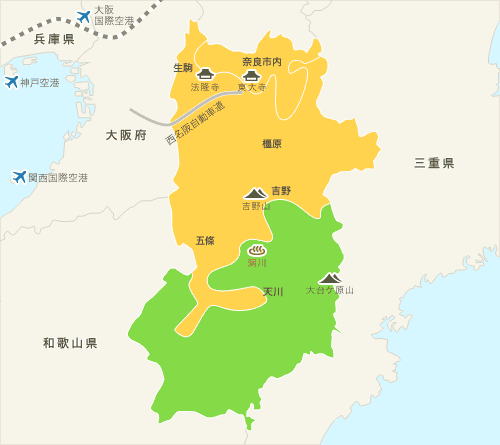 大阪
国際空港
兵庫県
生駒
奈良市内
神戸空港
法隆寺
東大寺
西名阪自動車道
大阪府
橿原
三重県
関西国際空港
吉野
吉野山
五條
洞川
天川
大台ケ原山
和歌山県